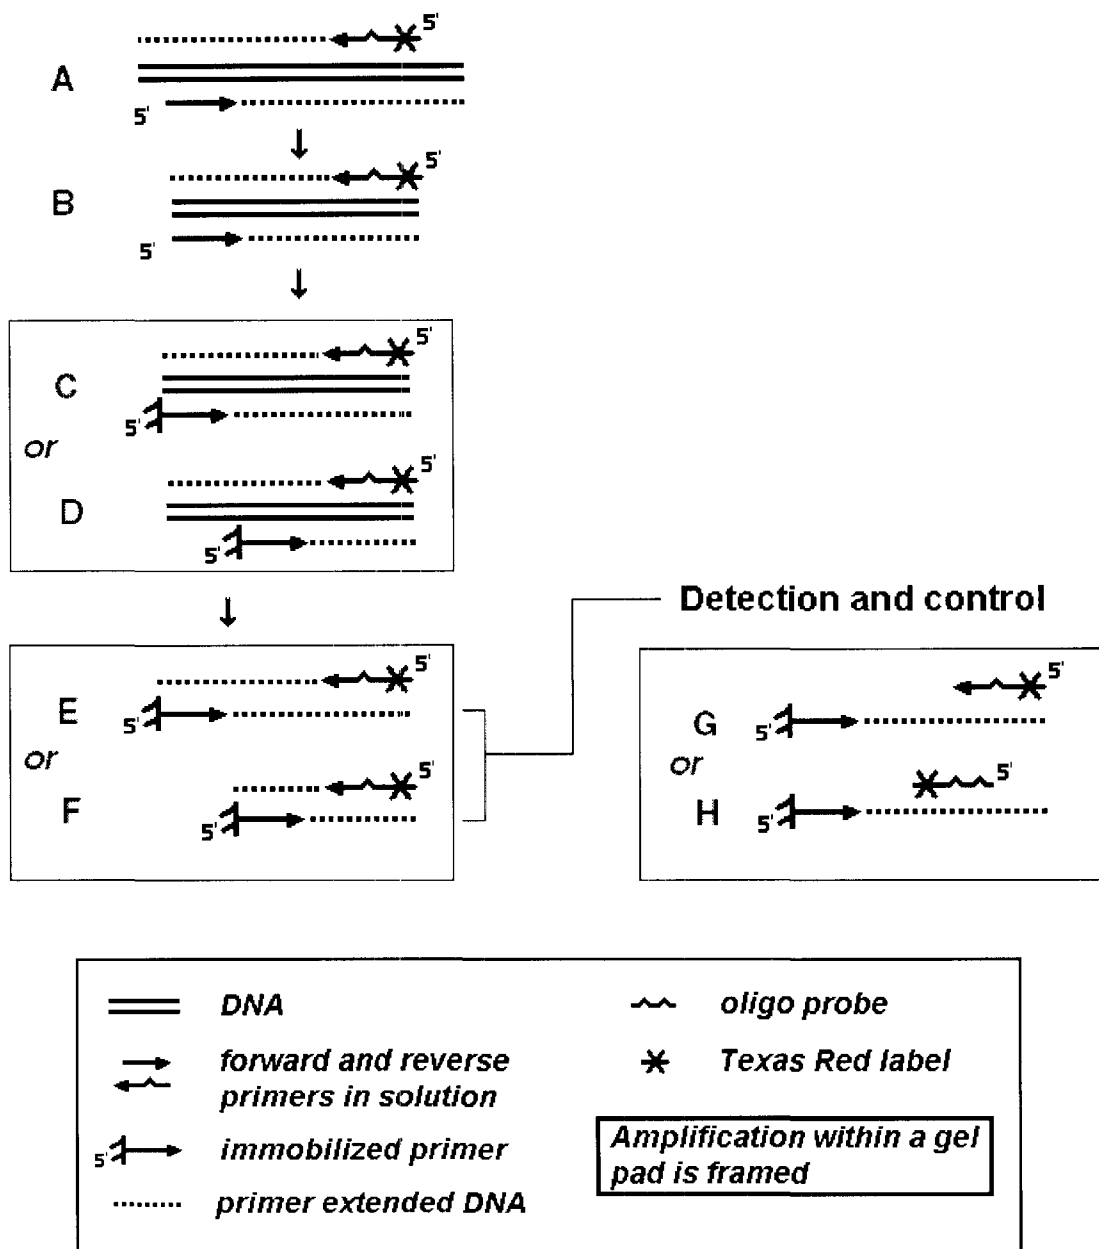 5'
A
5'
5'
B
5'
5'
C
5'
or
5'
D
5'
Detection and control
5'
E
5'
or
5'
F
5'
5'
G
5'
or
5'
H
5'
DNA
oligo probe
forward and reverse
primers in solution
Texas Red label
5'
immobilized primer
Amplification within a gel
pad is framed
primer extended DNA